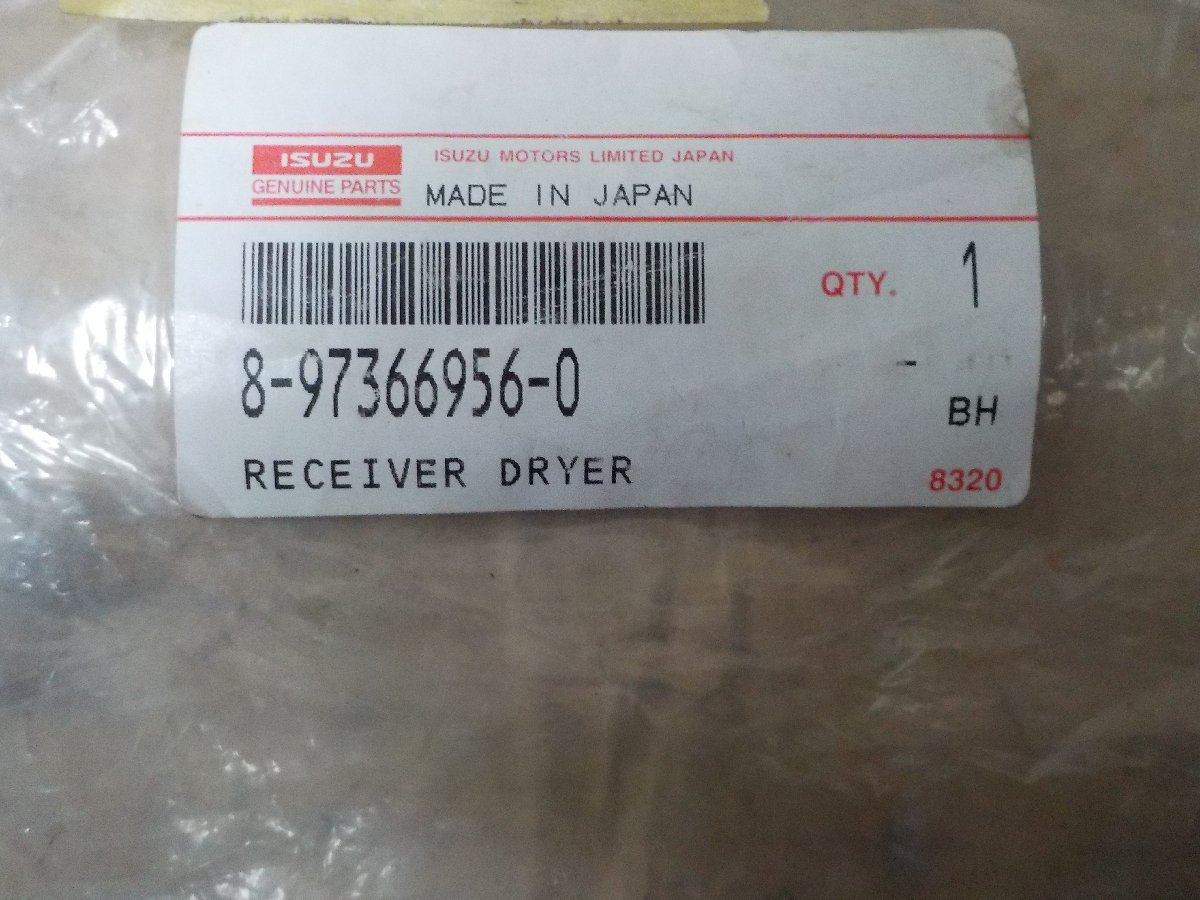 ISUZU
GENUINE PARTS
ISUZU MOTORS LIMITED JAPAN
MADE IN JAPAN
QTY. 1
8-97366956-0
-
BH
RECEIVER DRYER
8320